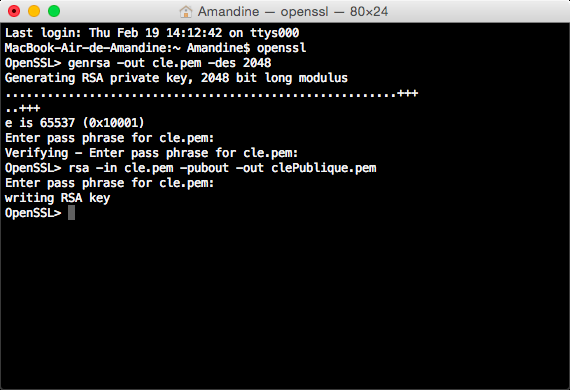 Amandine — openssl — 80×24
Last login: Thu Feb 19 14:12:42 on ttys000
MacBook-Air-de-Amandine:~ Amandine$ openssl
OpenSSL> genrsa -out cle.pem -des 2048
Generating RSA private key, 2048 bit long modulus
........................................................+++
..+++
e is 65537 (0x10001)
Enter pass phrase for cle.pem:
Verifying - Enter pass phrase for cle.pem:
OpenSSL> rsa -in cle.pem -pubout -out clePublique.pem
Enter pass phrase for cle.pem:
writing RSA key
OpenSSL>